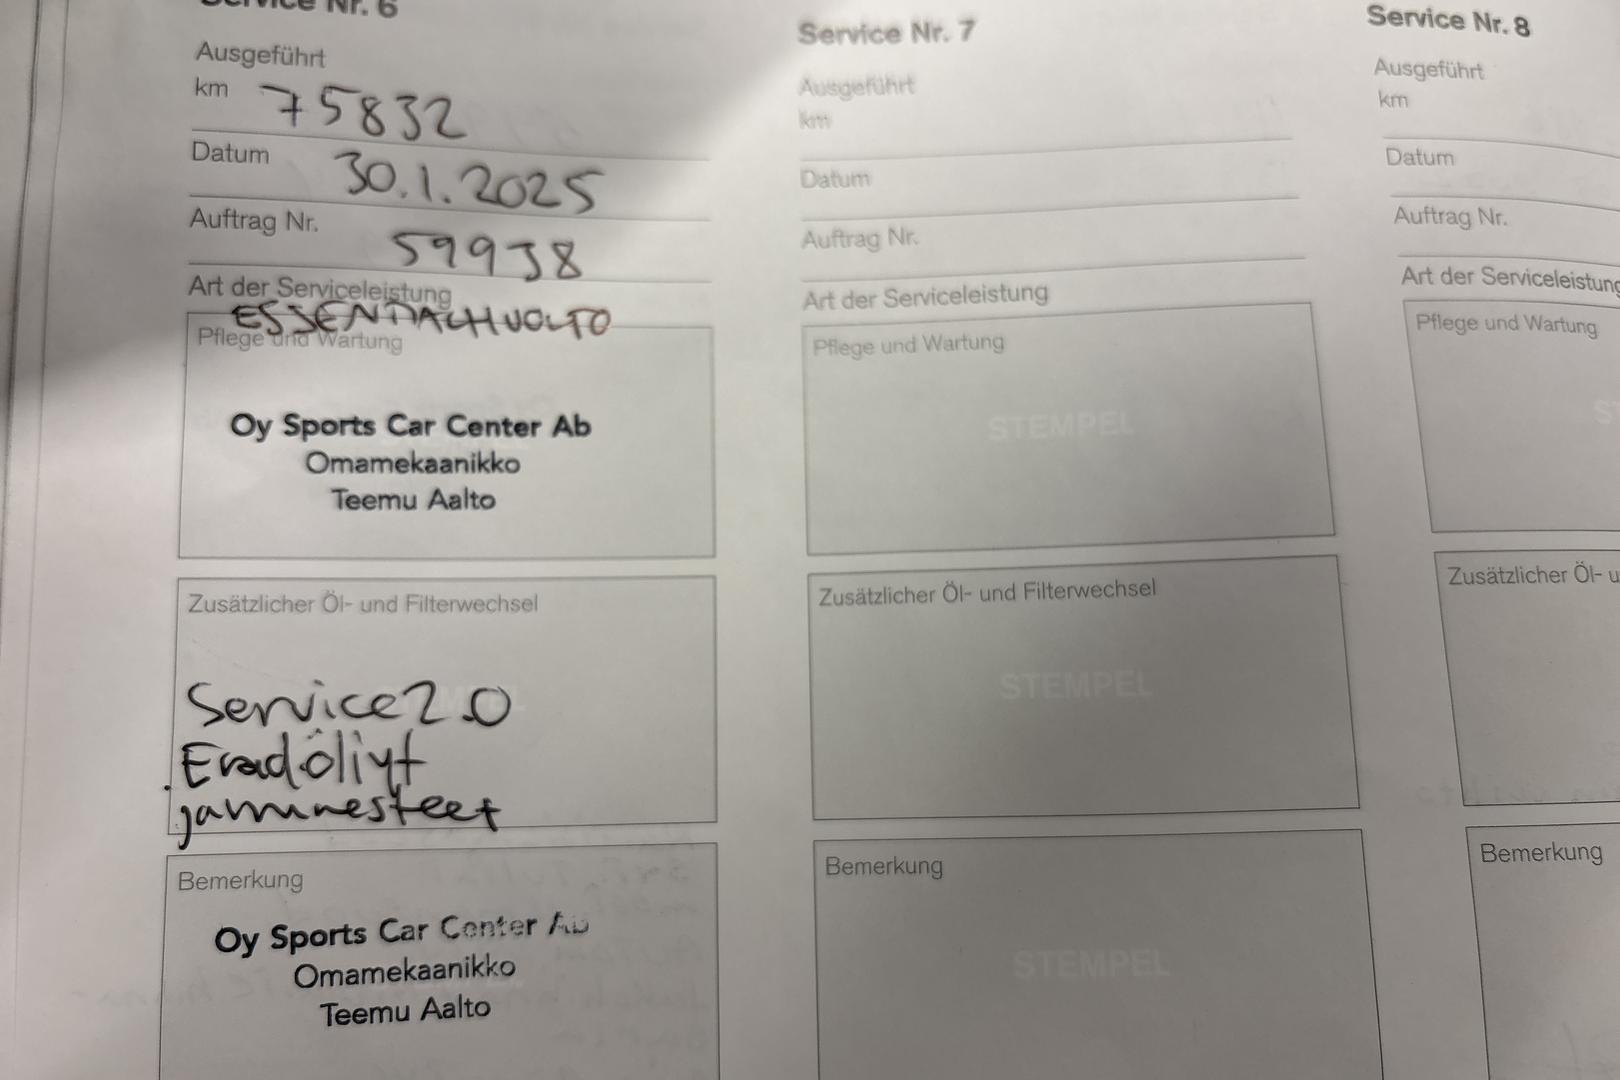 Service Nr. 6
Ausgeführt
km 75832
Datum 30.1.2025
Auftrag Nr. 59938
Art der Serviceleistung
Pflege und Wartung
Oy Sports Car Center Ab
Omamekaanikko
Teemu Aalto
Zusätzlicher Öl- und Filterwechsel
Service 2.0
jarrunesteet
Bemerkung
Oy Sports Car Center Ab
Omamekaanikko
Teemu Aalto
Service Nr. 7
Ausgeführt
km
Datum
Auftrag Nr.
Art der Serviceleistung
Pflege und Wartung
STEMPEL
Zusätzlicher Öl- und Filterwechsel
STEMPEL
Bemerkung
STEMPEL
Service Nr. 8
Ausgeführt
km
Datum
Auftrag Nr.
Art der Serviceleistung
Pflege und Wartung
Zusätzlicher Öl- u
Bemerkung